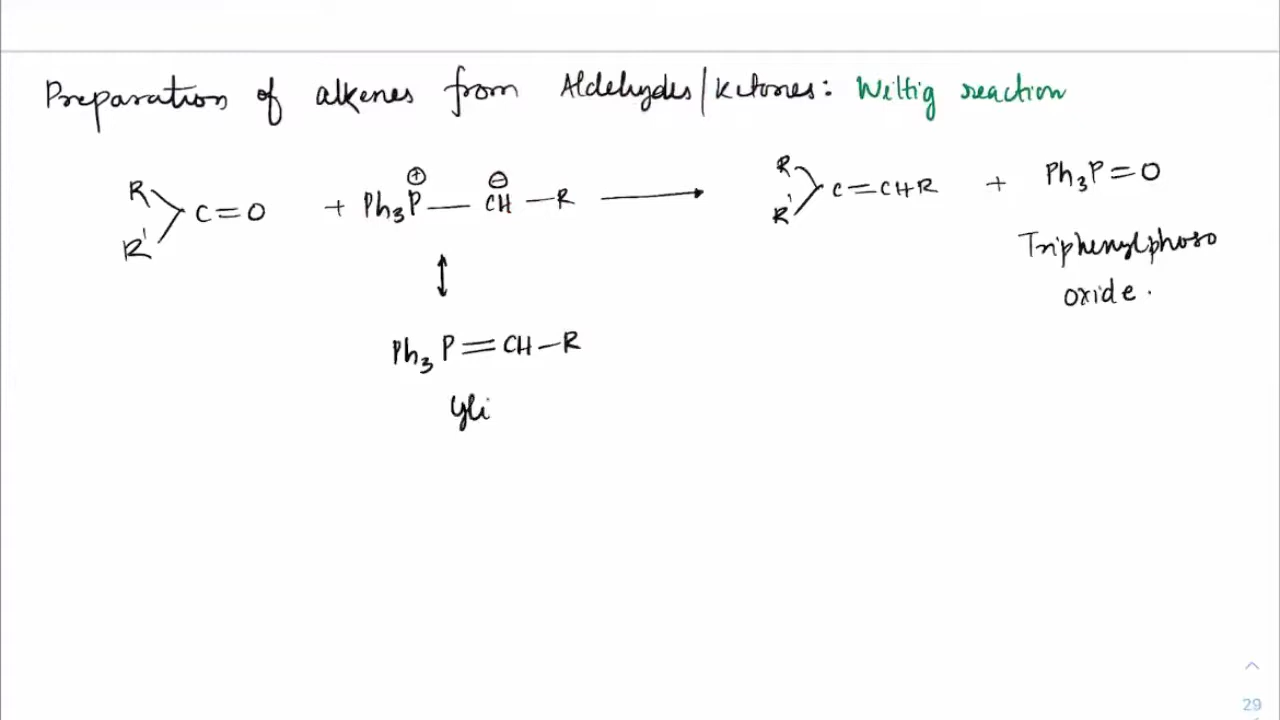 Preparation of alkenes from Aldehydes/ketones: Wittig reaction
R
R'
C=O + Ph₃P⊕—CH⊖—R ⟶ R
R'
C=CHR + Ph₃P=O
Triphenylphoso
oxide.
↕
Ph₃P=CH—R
Yli
29